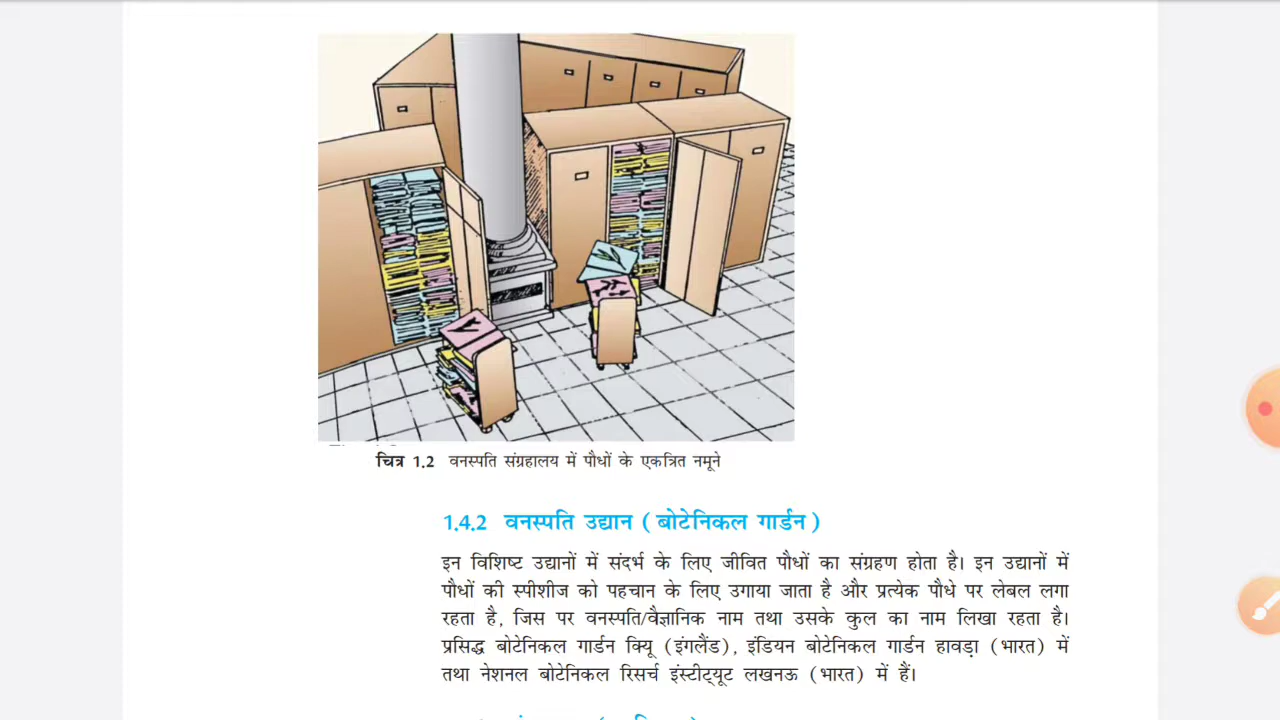 चित्र 1.2 वनस्पति संग्रहालय में पौधों के एकत्रित नमूने
1.4.2 वनस्पति उद्यान (बोटेनिकल गार्डन)
इन विशिष्ट उद्यानों में संदर्भ के लिए जीवित पौधों का संग्रहण होता है। इन उद्यानों में
पौधों की स्पीशीज को पहचान के लिए उगाया जाता है और प्रत्येक पौधे पर लेबल लगा
रहता है, जिस पर वनस्पति/वैज्ञानिक नाम तथा उसके कुल का नाम लिखा रहता है।
प्रसिद्ध बोटेनिकल गार्डन क्यिू (इंगलैंड), इंडियन बोटेनिकल गार्डन हावड़ा (भारत) में
तथा नेशनल बोटेनिकल रिसर्च इंस्टीट्यूट लखनऊ (भारत) में हैं।